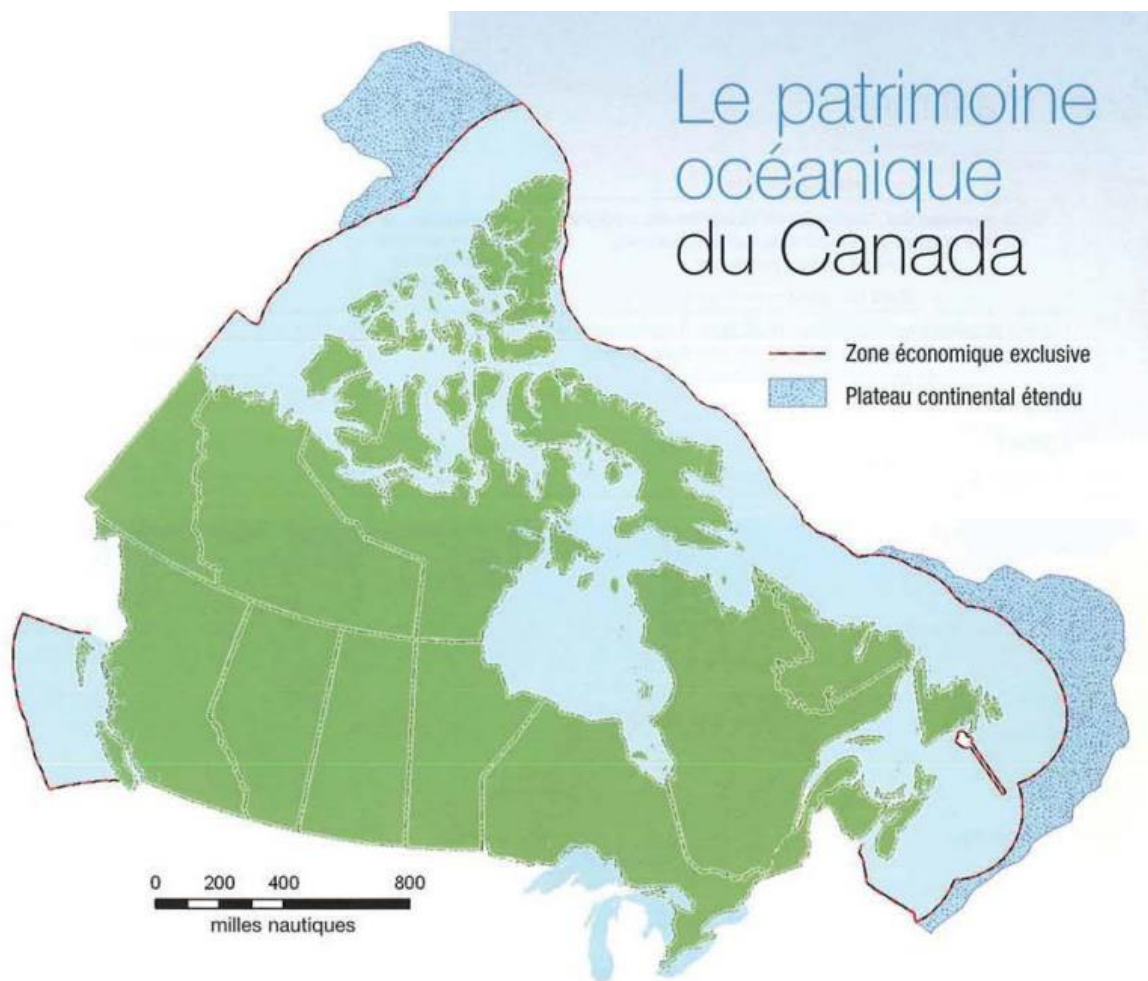 Le patrimoine
océanique
du Canada
Zone économique exclusive
Plateau continental étendu
0 200 400 800
milles nautiques